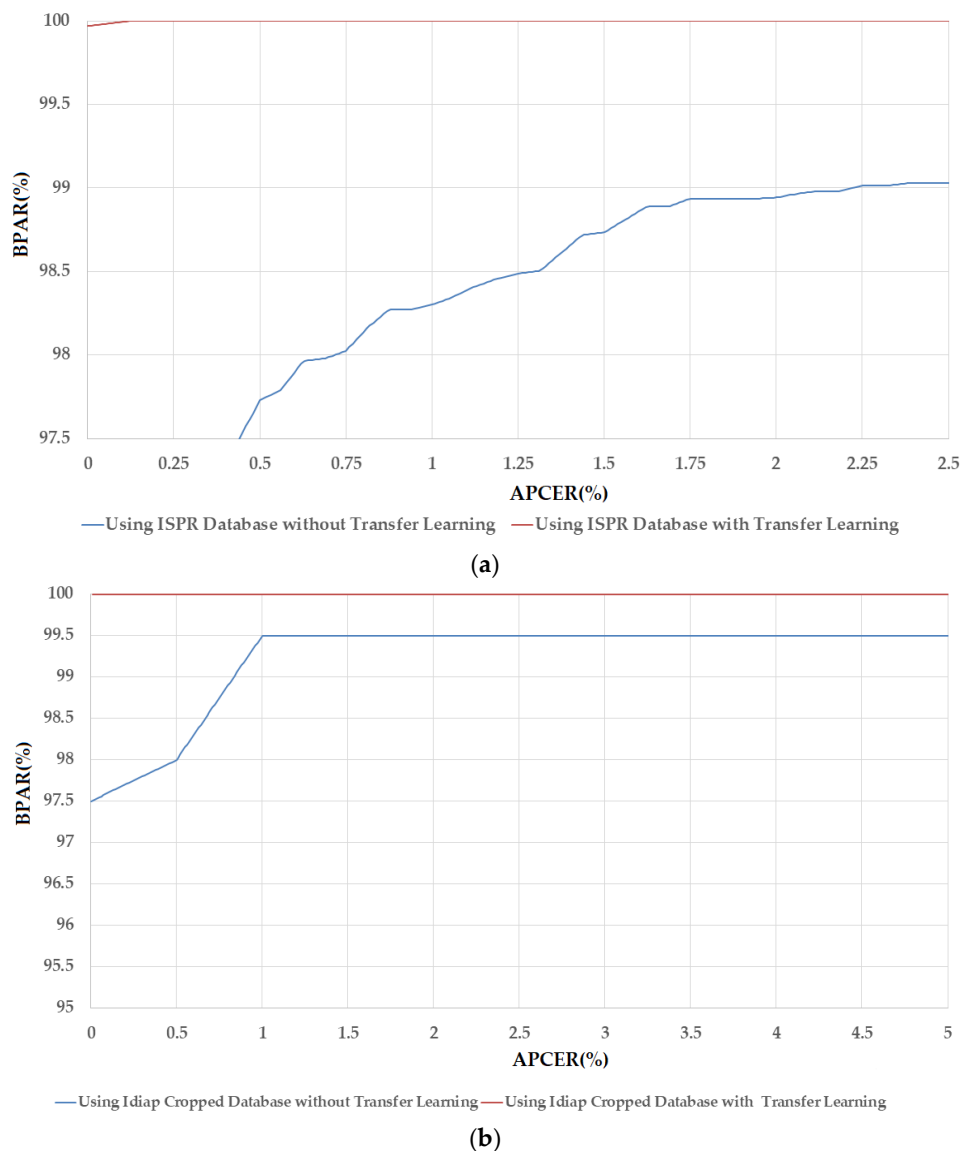 100
99.5
99
98.5
98
97.5
BPAR(%)
0 0.25 0.5 0.75 1 1.25 1.5 1.75 2 2.25 2.5
APCER(%)
Using ISPR Database without Transfer Learning Using ISPR Database with Transfer Learning
(a)
100
99.5
99
98.5
98
97.5
97
96.5
96
95.5
95
BPAR(%)
0 0.5 1 1.5 2 2.5 3 3.5 4 4.5 5
APCER(%)
Using Idiap Cropped Database without Transfer Learning Using Idiap Cropped Database with Transfer Learning
(b)